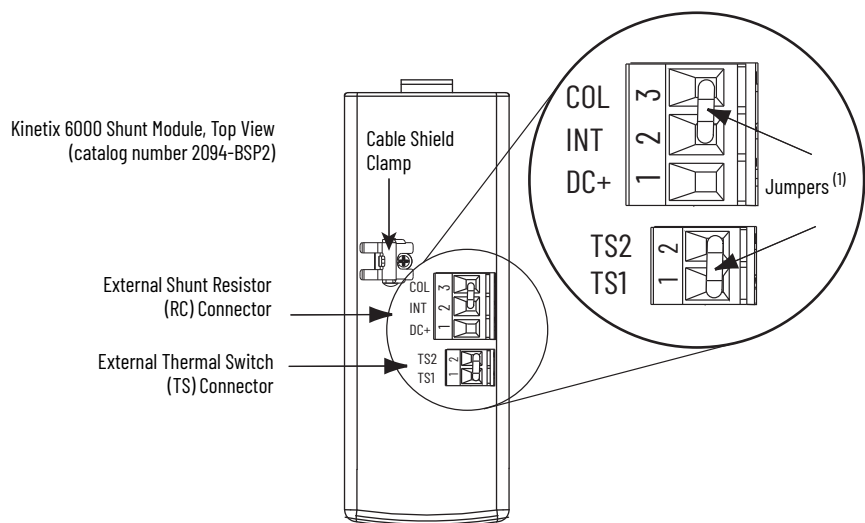 Kinetix 6000 Shunt Module, Top View
(catalog number 2094-BSP2)
Cable Shield
Clamp
External Shunt Resistor
(RC) Connector
External Thermal Switch
(TS) Connector
COL 3
INT 2
DC+ 1
TS2 2
TS1 1
COL 3
INT 2
DC+ 1
Jumpers (1)
TS2 2
TS1 1